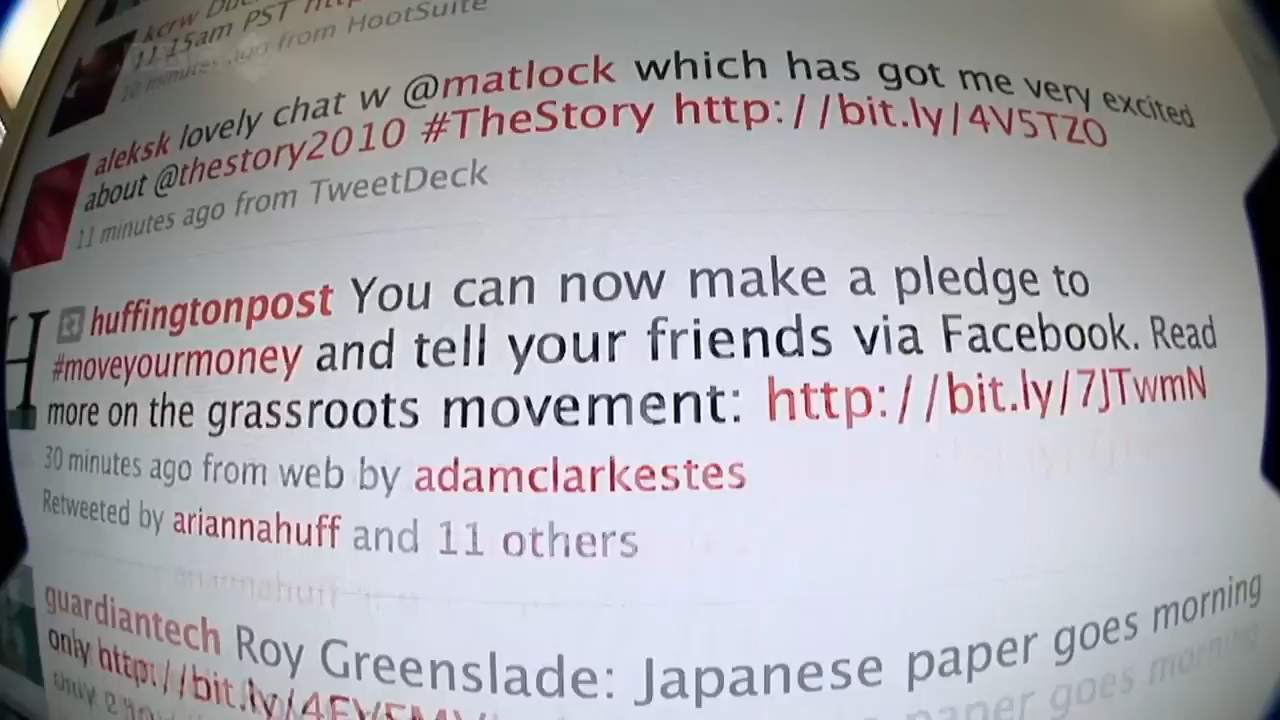 kcrw
11:15am PST
10 minutes ago from HootSuite
aleksk lovely chat w @matlock which has got me very excited
about @thestory2010 #TheStory http://bit.ly/4V5TZO
11 minutes ago from TweetDeck
huffingtonpost You can now make a pledge to
#moveyourmoney and tell your friends via Facebook. Read
more on the grassroots movement: http://bit.ly/7JTwmN
30 minutes ago from web by adamclarkestes
Retweeted by ariannahuff and 11 others
guardiantech Roy Greenslade: Japanese paper goes morning
only